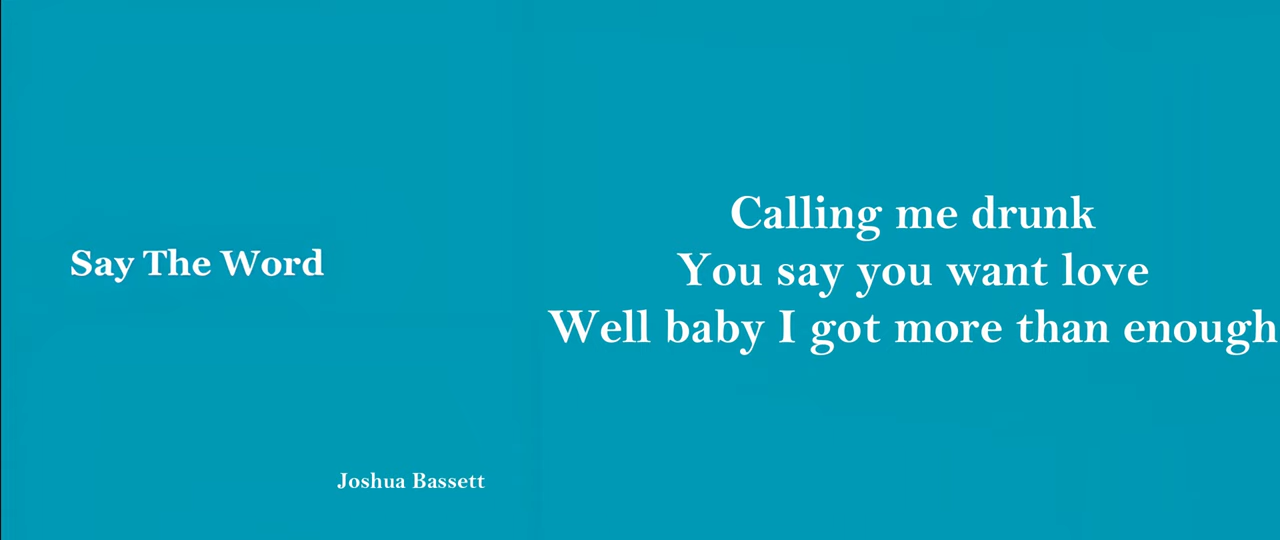 Say The Word
Joshua Bassett
Calling me drunk
You say you want love
Well baby I got more than enough